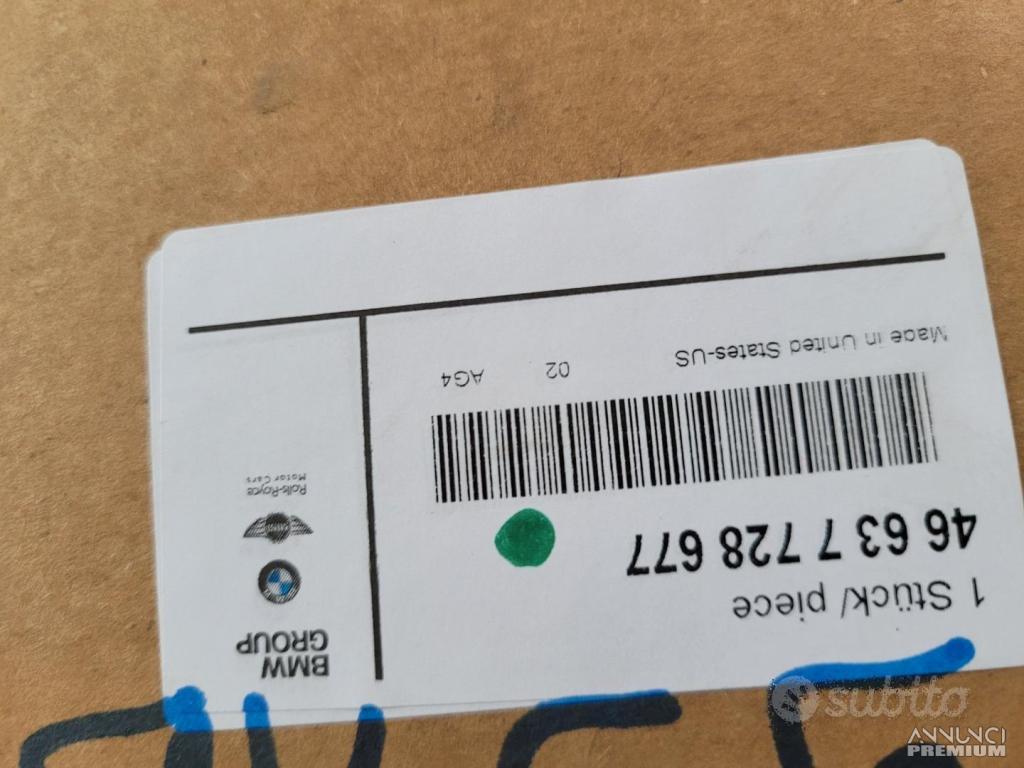 1 Stück/ piece
46 63 7 728 677
AG4 02 Made in United States-US
BMW
GROUP
Rolls-Royce
Motor Cars
subito
ANNUNCI
PREMIUM